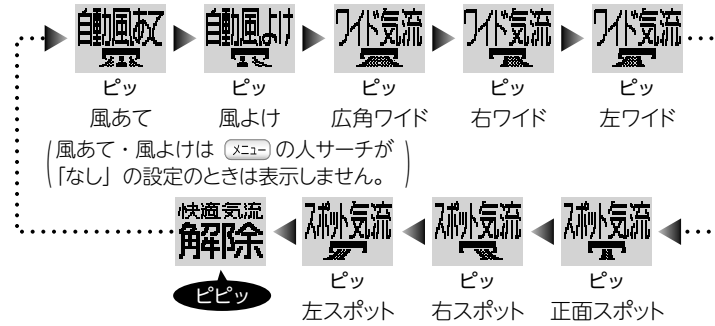 自動風あて 自動風よけ ワイド気流 ワイド気流 ワイド気流
ピッ ピッ ピッ ピッ ピッ
風あて 風よけ 広角ワイド 右ワイド 左ワイド
風あて・風よけは メニュー の人サーチが
「なし」の設定のときは表示しません。
快適気流
解除 スポット気流 スポット気流 スポット気流
ピピッ ピッ ピッ ピッ
左スポット 右スポット 正面スポット